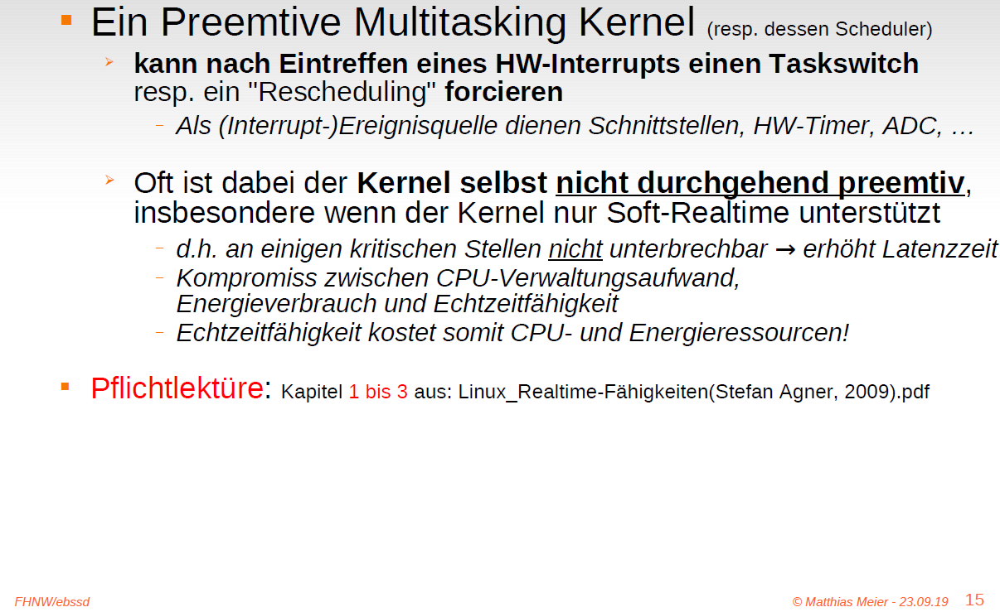 Ein Preemtive Multitasking Kernel (resp. dessen Scheduler)
kann nach Eintreffen eines HW-Interrupts einen Taskswitch
resp. ein "Rescheduling" forcieren
Als (Interrupt-)Ereignisquelle dienen Schnittstellen, HW-Timer, ADC, …
Oft ist dabei der Kernel selbst nicht durchgehend preemtiv,
insbesondere wenn der Kernel nur Soft-Realtime unterstützt
d.h. an einigen kritischen Stellen nicht unterbrechbar → erhöht Latenzzeit
Kompromiss zwischen CPU-Verwaltungsaufwand,
Energieverbrauch und Echtzeitfähigkeit
Echtzeitfähigkeit kostet somit CPU- und Energieressourcen!
Pflichtlektüre: Kapitel 1 bis 3 aus: Linux_Realtime-Fähigkeiten(Stefan Agner, 2009).pdf
FHNW/ebssd © Matthias Meier - 23.09.19 15